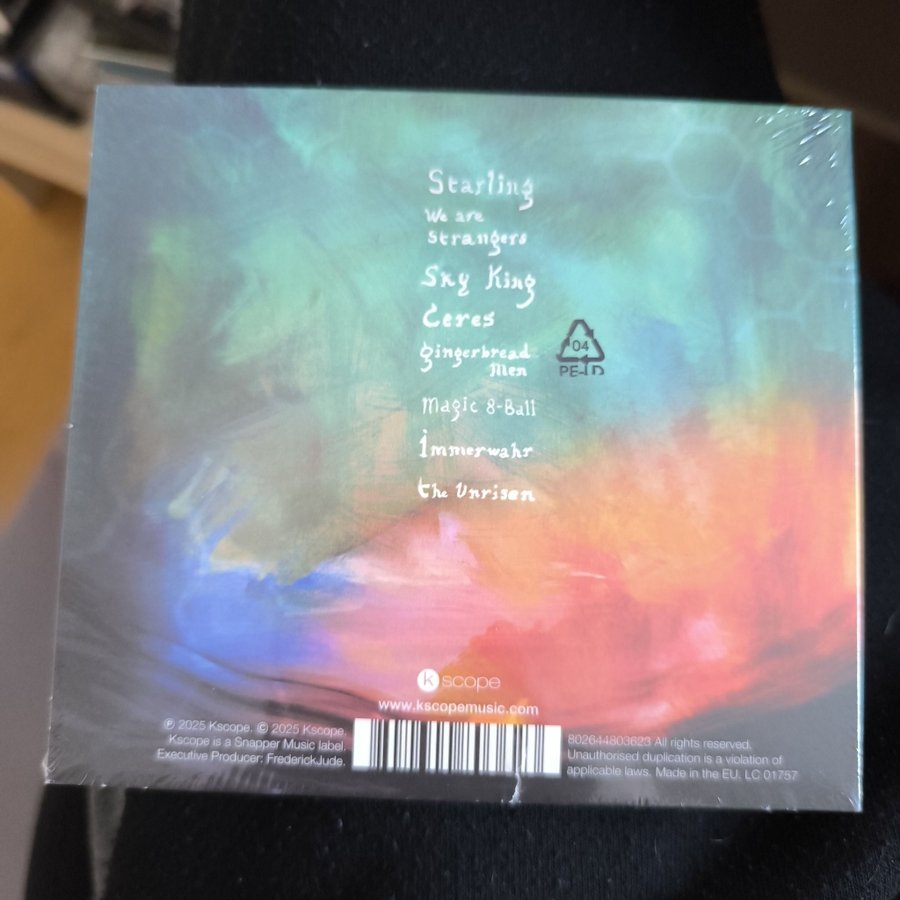 Starling
We are
Strangers
Sky King
Ceres
gingerbread
Men
Magic 8-Ball
immerwahr
the Unrisen
04
PE-LD
k scope
www.kscopemusic.com
℗ 2025 Kscope. © 2025 Kscope.
Kscope is a Snapper Music label.
Executive Producer: FrederickJude.
802644803623 All rights reserved.
Unauthorised duplication is a violation of
applicable laws. Made in the EU. LC 01757